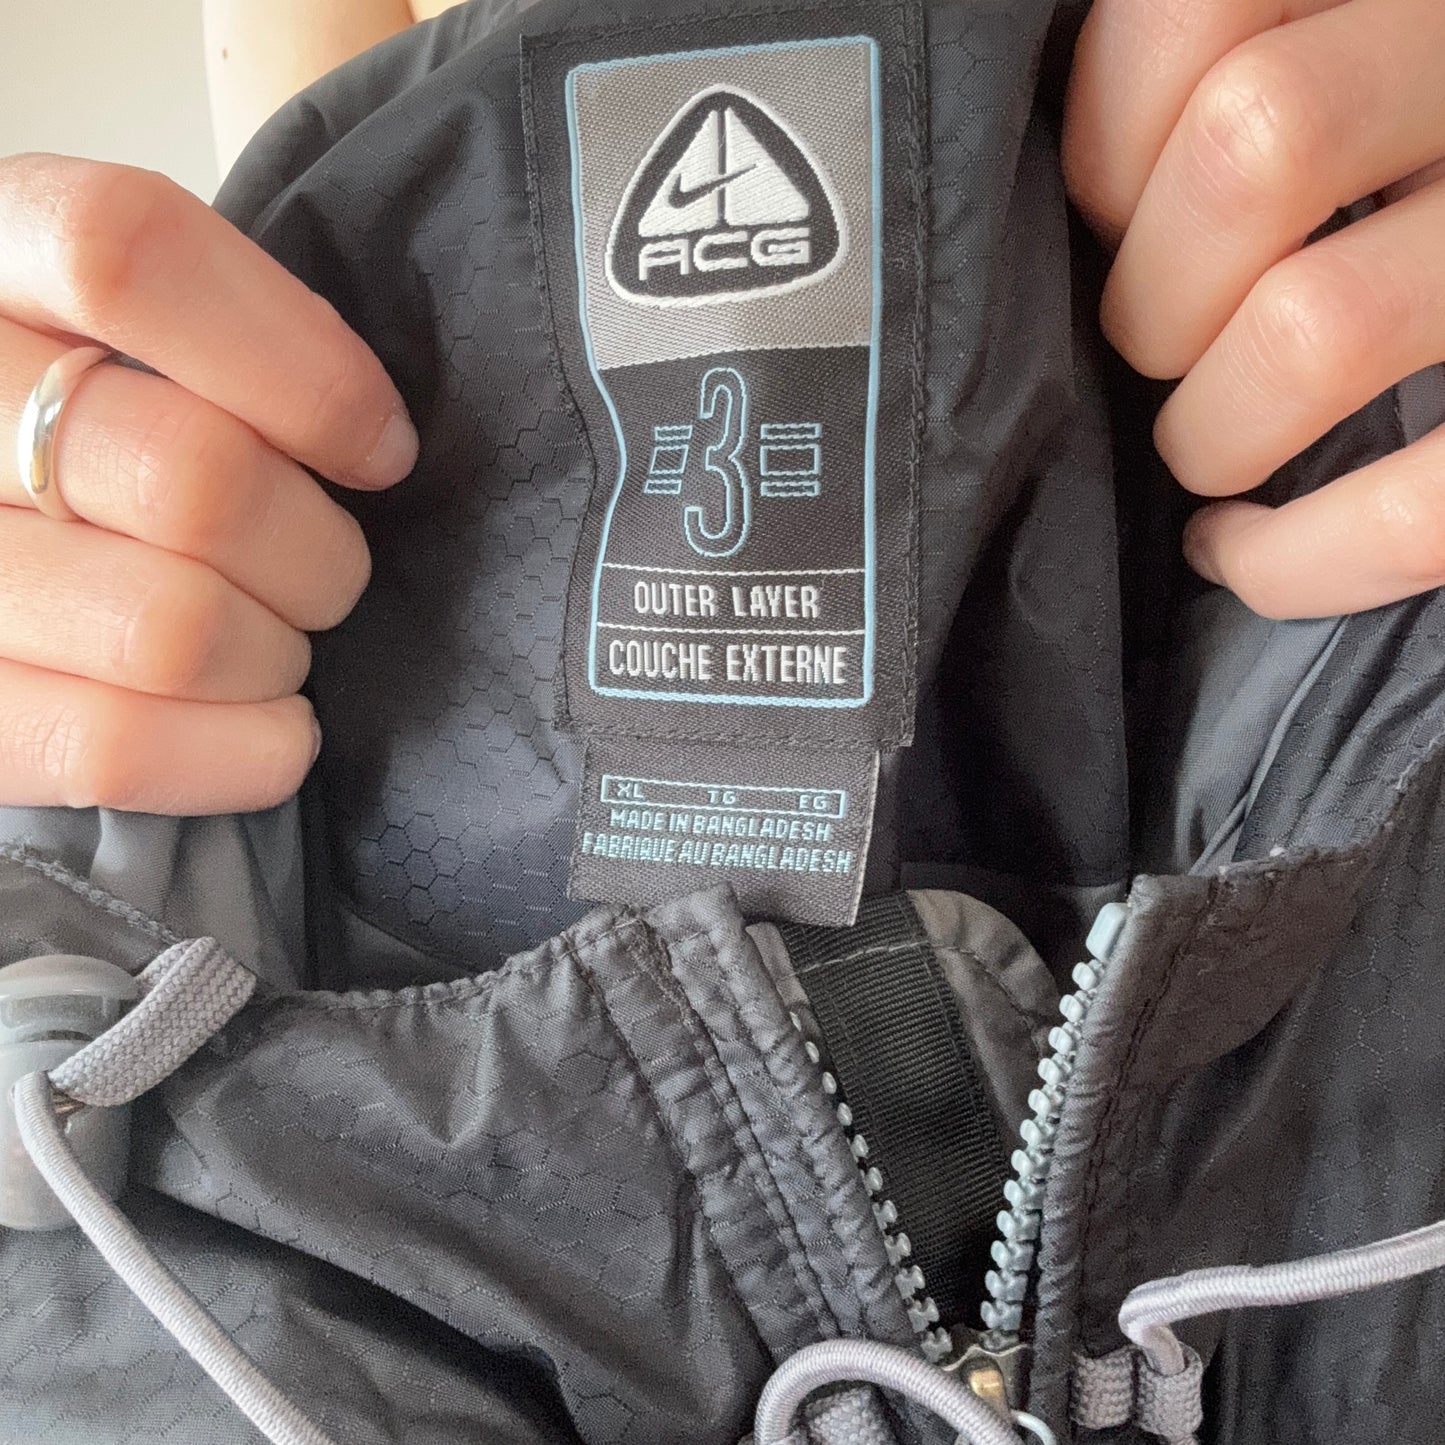 ACG
3
OUTER LAYER
COUCHE EXTERNE
XL TG EG
MADE IN BANGLADESH
FABRIQUE AU BANGLADESH